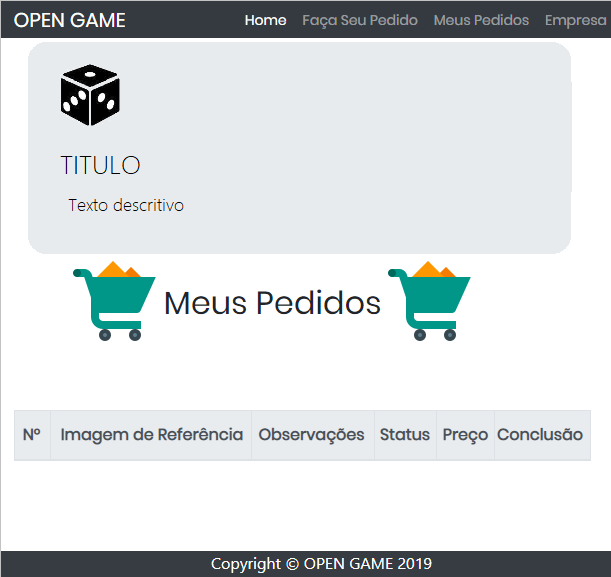 OPEN GAME Home Faça Seu Pedido Meus Pedidos Empresa
TITULO
Texto descritivo
Meus Pedidos
Nº Imagem de Referência Observações Status Preço Conclusão
Copyright © OPEN GAME 2019